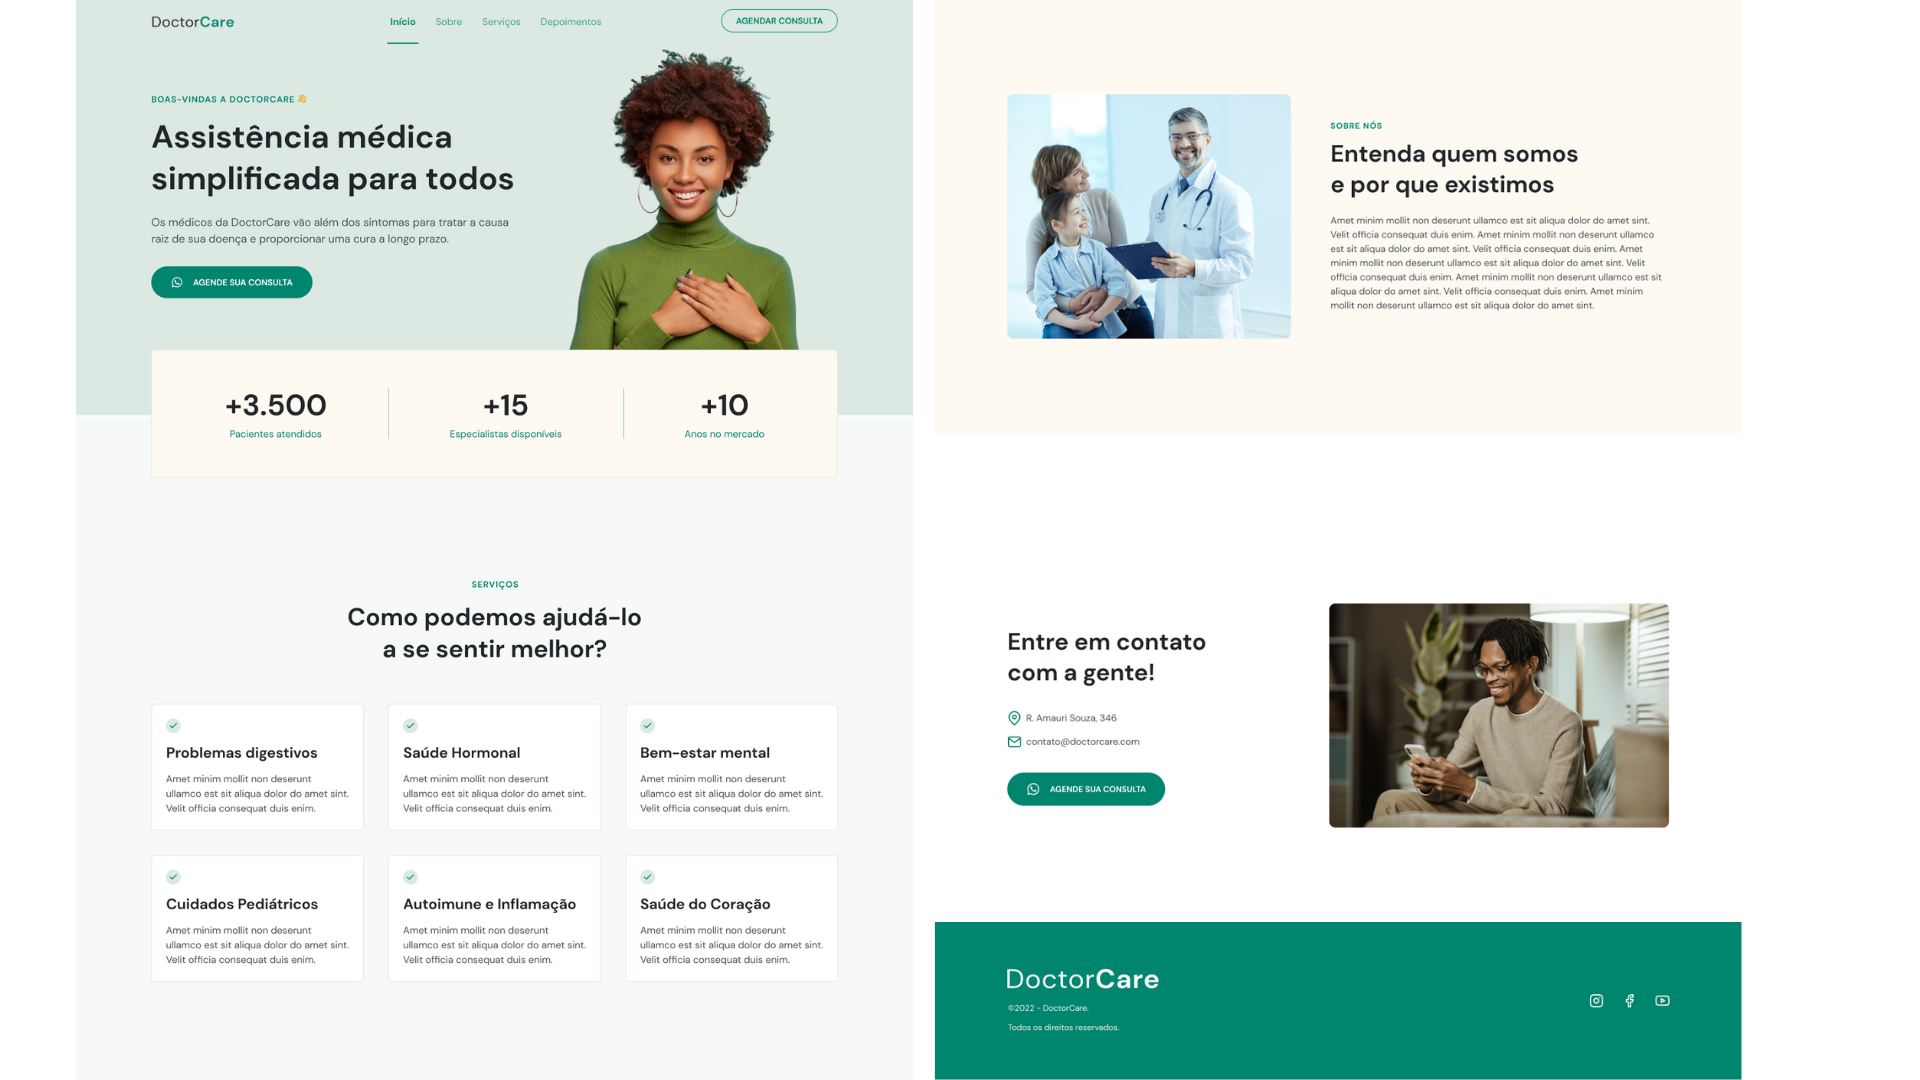 DoctorCare
Início
Sobre
Serviços
Depoimentos
AGENDAR CONSULTA
BOAS-VINDAS A DOCTORCARE 👋
Assistência médica
simplificada para todos
Os médicos da DoctorCare vão além dos sintomas para tratar a causa
raiz de sua doença e proporcionar uma cura a longo prazo.
AGENDE SUA CONSULTA
+3.500
Pacientes atendidos
+15
Especialistas disponíveis
+10
Anos no mercado
SERVIÇOS
Como podemos ajudá-lo
a se sentir melhor?
Problemas digestivos
Amet minim mollit non deserunt
ullamco est sit aliqua dolor do amet sint.
Velit officia consequat duis enim.
Saúde Hormonal
Amet minim mollit non deserunt
ullamco est sit aliqua dolor do amet sint.
Velit officia consequat duis enim.
Bem-estar mental
Amet minim mollit non deserunt
ullamco est sit aliqua dolor do amet sint.
Velit officia consequat duis enim.
Cuidados Pediátricos
Amet minim mollit non deserunt
ullamco est sit aliqua dolor do amet sint.
Velit officia consequat duis enim.
Autoimune e Inflamação
Amet minim mollit non deserunt
ullamco est sit aliqua dolor do amet sint.
Velit officia consequat duis enim.
Saúde do Coração
Amet minim mollit non deserunt
ullamco est sit aliqua dolor do amet sint.
Velit officia consequat duis enim.
SOBRE NÓS
Entenda quem somos
e por que existimos
Amet minim mollit non deserunt ullamco est sit aliqua dolor do amet sint.
Velit officia consequat duis enim. Amet minim mollit non deserunt ullamco
est sit aliqua dolor do amet sint. Velit officia consequat duis enim. Amet
minim mollit non deserunt ullamco est sit aliqua dolor do amet sint. Velit
officia consequat duis enim. Amet minim mollit non deserunt ullamco est sit
aliqua dolor do amet sint. Velit officia consequat duis enim. Amet minim
mollit non deserunt ullamco est sit aliqua dolor do amet sint.
Entre em contato
com a gente!
R. Amauri Souza, 346
contato@doctorcare.com
AGENDE SUA CONSULTA
DoctorCare
©2022 - DoctorCare.
Todos os direitos reservados.